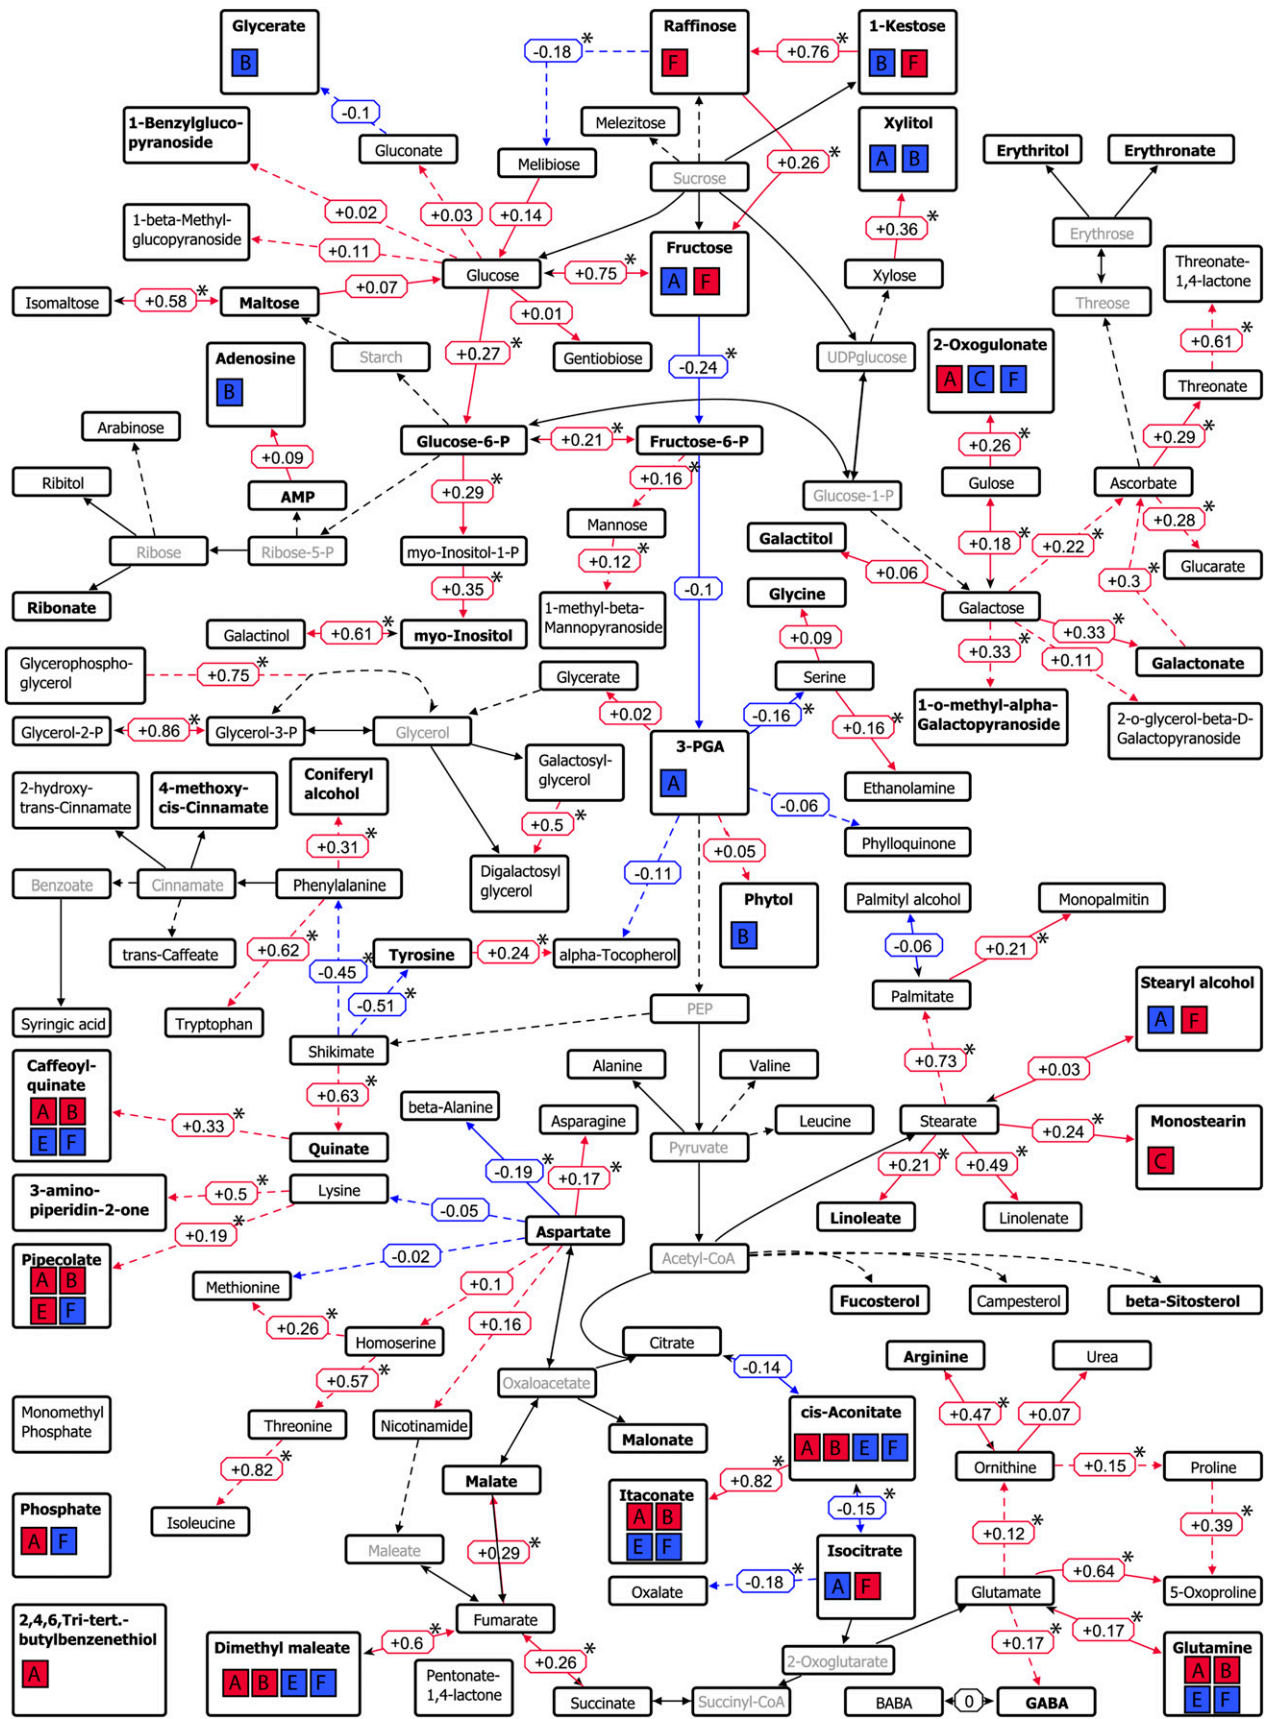 Glycerate
B
-0.18
*
Raffinose
F
+0.76
*
1-Kestose
B F
-0.1
1-Benzylgluco-
pyranoside
Gluconate
Melibiose
Melezitose
Sucrose
+0.26
*
Xylitol
A B
Erythritol
Erythronate
+0.02
+0.03
+0.14
+0.36
*
1-beta-Methyl-
glucopyranoside
+0.11
Fructose
A F
Erythrose
Glucose
+0.75
*
Xylose
Threonate-
1,4-lactone
Isomaltose
+0.58
*
Maltose
+0.07
+0.01
Threose
Adenosine
B
Starch
+0.27
*
Gentiobiose
-0.24
*
UDPglucose
2-Oxogulonate
A C F
+0.61
*
Threonate
Arabinose
Glucose-6-P
+0.21
*
Fructose-6-P
+0.26
*
+0.29
*
+0.09
Ribitol
AMP
+0.29
*
+0.16
*
Glucose-1-P
Gulose
Ascorbate
Mannose
Galactitol
+0.18
*
+0.22
*
+0.28
*
Ribose
Ribose-5-P
myo-Inositol-1-P
+0.12
*
+0.06
+0.3
*
Glucarate
+0.35
*
-0.1
Glycine
Ribonate
1-methyl-beta-
Mannopyranoside
Galactose
Galactinol
+0.61
*
myo-Inositol
+0.09
+0.33
*
+0.33
*
+0.11
Galactonate
Glycerophospho-
glycerol
+0.75
*
Glycerate
Serine
+0.02
-0.16
*
+0.16
*
1-o-methyl-alpha-
Galactopyranoside
2-o-glycerol-beta-D-
Galactopyranoside
Glycerol-2-P
+0.86
*
Glycerol-3-P
Glycerol
3-PGA
A
Galactosyl-
glycerol
Ethanolamine
2-hydroxy-
trans-Cinnamate
4-methoxy-
cis-Cinnamate
Coniferyl
alcohol
+0.5
*
-0.06
Phylloquinone
+0.31
*
+0.05
Benzoate
Cinnamate
Phenylalanine
Digalactosyl
glycerol
-0.11
Phytol
B
Palmityl alcohol
Monopalmitin
+0.62
*
-0.06
+0.21
*
trans-Caffeate
Tyrosine
+0.24
*
alpha-Tocopherol
-0.45
*
-0.51
*
Palmitate
Stearyl alcohol
A F
Syringic acid
Tryptophan
PEP
Shikimate
+0.73
*
+0.03
Caffeoyl-
quinate
A B
E F
+0.63
*
Alanine
Valine
beta-Alanine
Asparagine
Leucine
Stearate
+0.24
*
Monostearin
C
+0.33
*
Quinate
Pyruvate
-0.19
*
+0.17
*
+0.21
*
+0.49
*
3-amino-
piperidin-2-one
+0.5
*
Lysine
-0.05
Linoleate
Linolenate
+0.19
*
Aspartate
Pipecolate
A B
E F
-0.02
Acetyl-CoA
Methionine
+0.1
Fucosterol
Campesterol
beta-Sitosterol
+0.26
*
+0.16
Homoserine
Citrate
-0.14
Arginine
Urea
+0.57
*
Oxaloacetate
Monomethyl
Phosphate
Threonine
Nicotinamide
Malonate
cis-Aconitate
A B E F
+0.47
*
+0.07
+0.82
*
Malate
+0.82
*
Ornithine
+0.15
*
Proline
Phosphate
A F
Isoleucine
Itaconate
A B
E F
-0.15
*
+0.12
*
+0.39
*
Maleate
+0.29
*
Isocitrate
A F
Oxalate
-0.18
*
Glutamate
+0.64
*
5-Oxoproline
2,4,6,Tri-tert.-
butylbenzenethiol
A
Fumarate
+0.6
*
Dimethyl maleate
A B E F
+0.26
*
+0.17
*
+0.17
*
Glutamine
A B
E F
2-Oxoglutarate
Pentonate-
1,4-lactone
Succinate
Succinyl-CoA
BABA
0
GABA